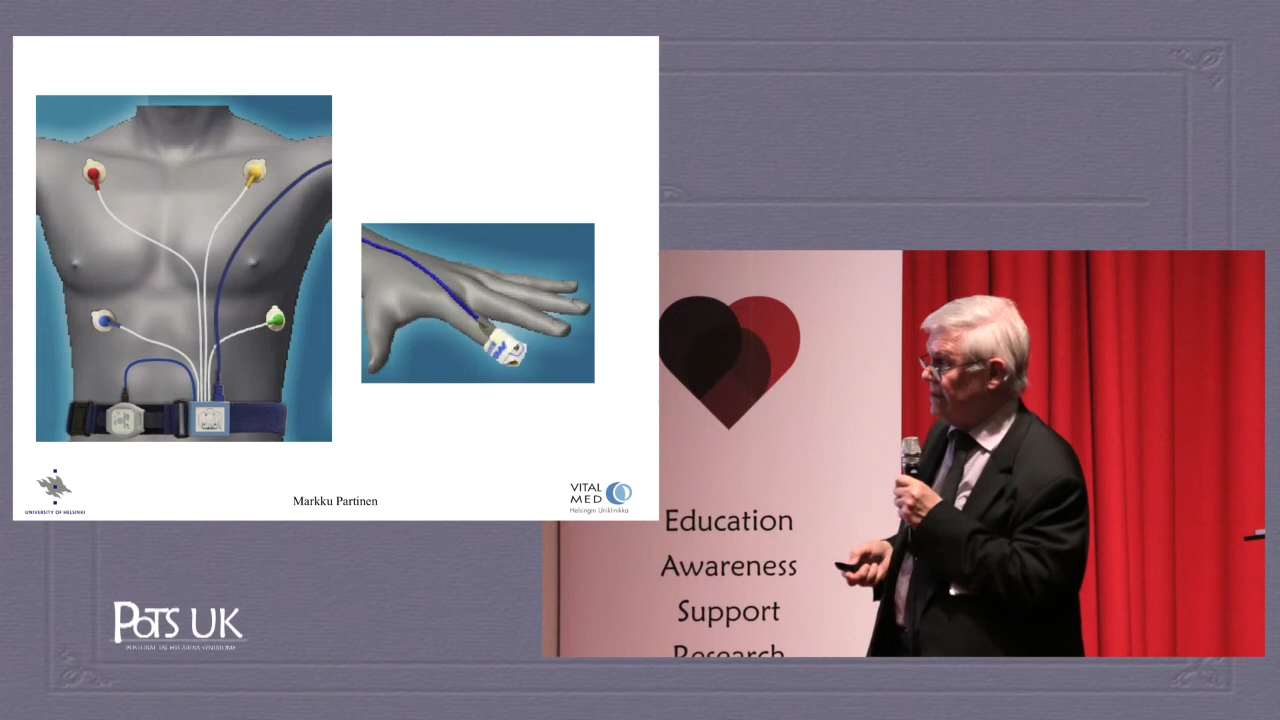 UNIVERSITY OF HELSINKI
Markku Partinen
VITAL
MED
Helsingin Uniklinikka
Education
Awareness
Support
Research
PoTS UK
POSTURAL TACHYCARDIA SYNDROME